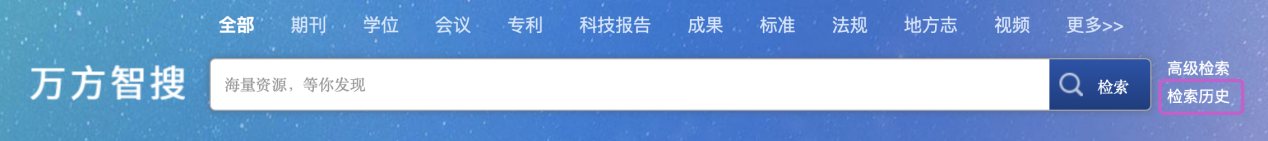 全部 期刊 学位 会议 专利 科技报告 成果 标准 法规 地方志 视频 更多>>
万方智搜
海量资源，等你发现
检索
高级检索
检索历史